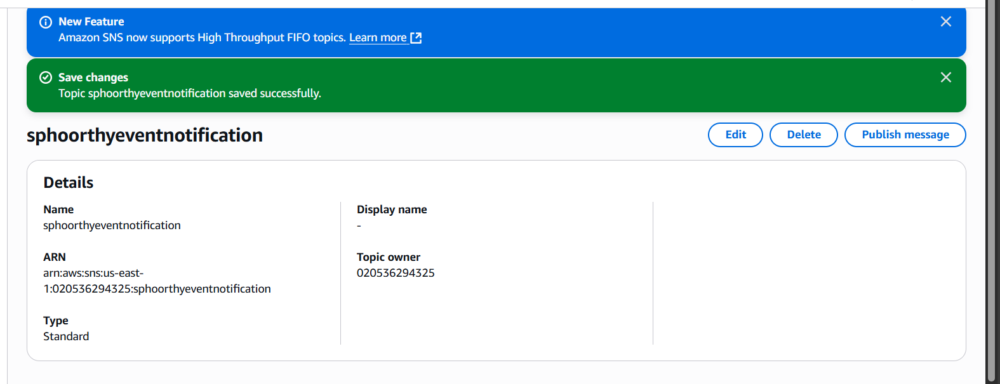 New Feature
Amazon SNS now supports High Throughput FIFO topics. Learn more
Save changes
Topic sphoorthyeventnotification saved successfully.
sphoorthyeventnotification
Edit
Delete
Publish message
Details
Name
sphoorthyeventnotification
Display name
-
ARN
arn:aws:sns:us-east-
1:020536294325:sphoorthyeventnotification
Topic owner
020536294325
Type
Standard